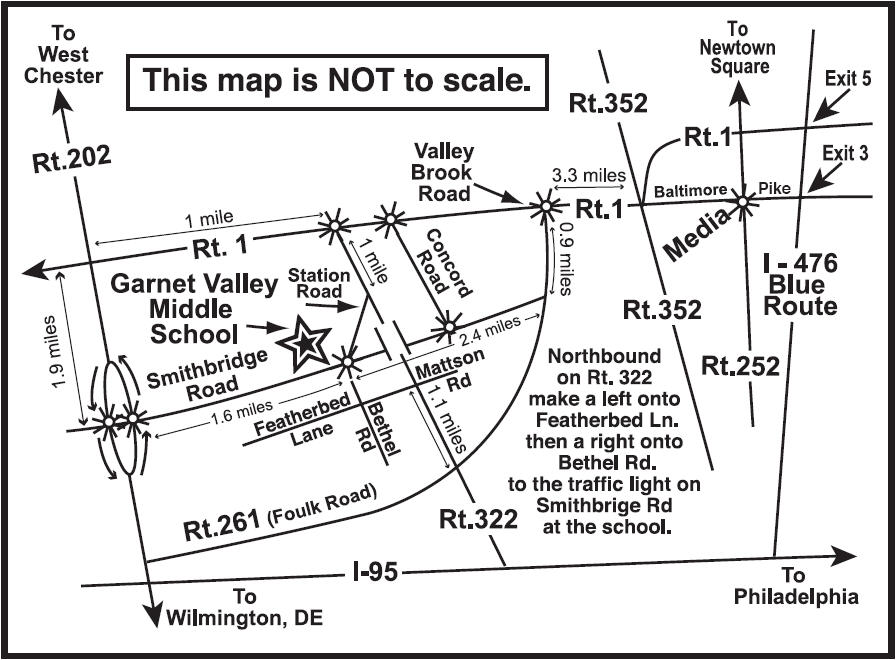 To
West
Chester
This map is NOT to scale.
To
Newtown
Square
Exit 5
Rt.352
Rt.202
Rt.1
Exit 3
Valley
Brook
Road
3.3 miles
Baltimore
Pike
1 mile
Rt. 1
Rt.1
Media
0.9 miles
Concord
Road
1 mile
Station
Road
Garnet Valley
Middle
School
I - 476
Blue
Route
1.9 miles
Rt.352
2.4 miles
Smithbridge
Road
Mattson
Rd
Rt.252
1.6 miles
Featherbed
Lane
Bethel
Rd
1.1 miles
Northbound
on Rt. 322
make a left onto
Featherbed Ln.
then a right onto
Bethel Rd.
to the traffic light on
Smithbrige Rd
at the school.
Rt.261 (Foulk Road)
Rt.322
I-95
To
Wilmington, DE
To
Philadelphia